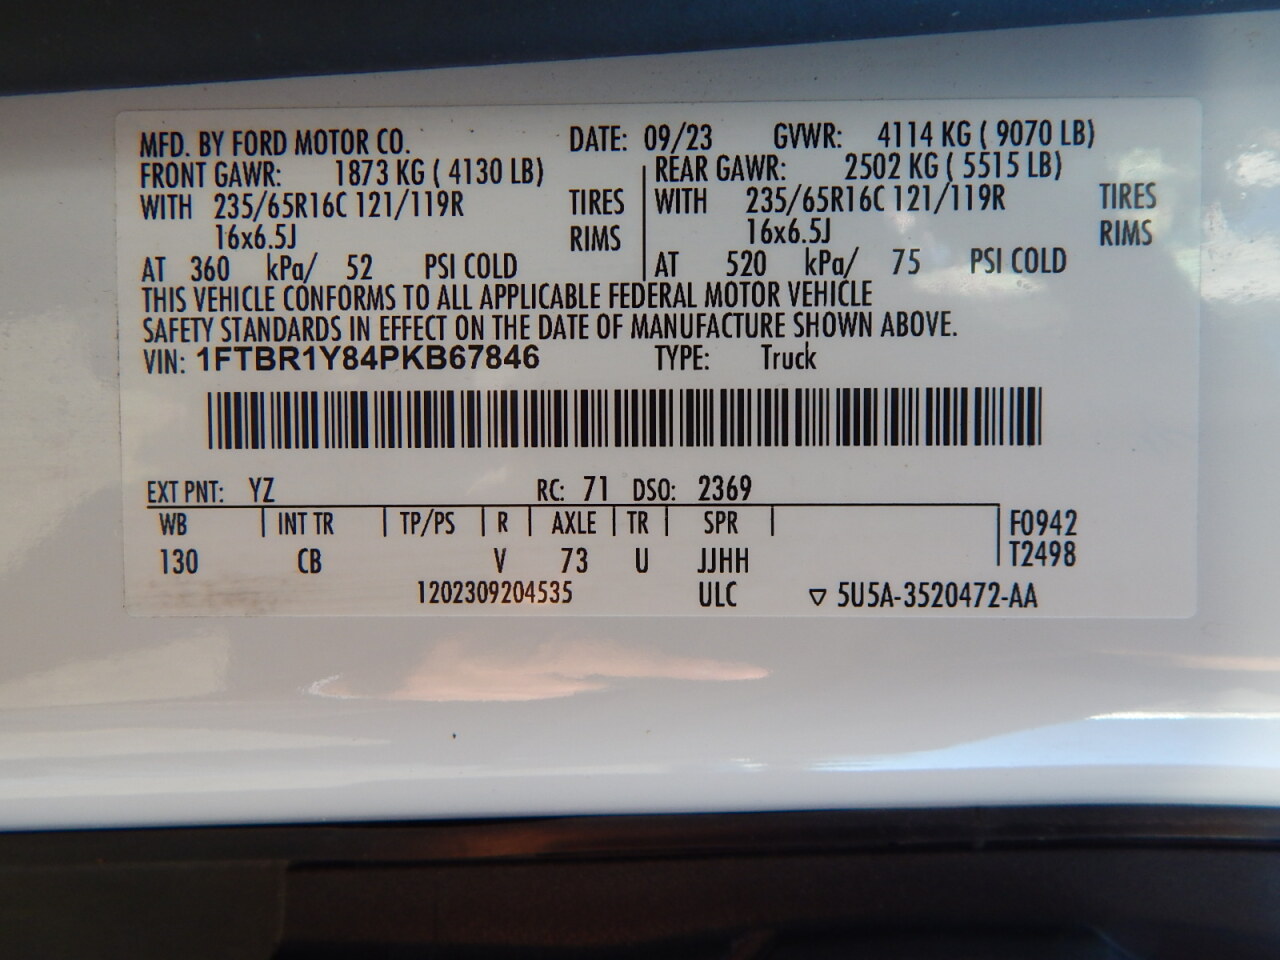 MFD. BY FORD MOTOR CO. DATE: 09/23 GVWR: 4114 KG ( 9070 LB)
FRONT GAWR: 1873 KG ( 4130 LB) REAR GAWR: 2502 KG ( 5515 LB)
WITH 235/65R16C 121/119R TIRES WITH 235/65R16C 121/119R TIRES
16x6.5J RIMS 16x6.5J RIMS
AT 360 kPa/ 52 PSI COLD AT 520 kPa/ 75 PSI COLD
THIS VEHICLE CONFORMS TO ALL APPLICABLE FEDERAL MOTOR VEHICLE
SAFETY STANDARDS IN EFFECT ON THE DATE OF MANUFACTURE SHOWN ABOVE.
VIN: 1FTBR1Y84PKB67846 TYPE: Truck
EXT PNT: YZ RC: 71 DSO: 2369
WB INT TR TP/PS R AXLE TR SPR F0942
130 CB V 73 U JJHH T2498
1202309204535 ULC ▽ 5U5A-3520472-AA